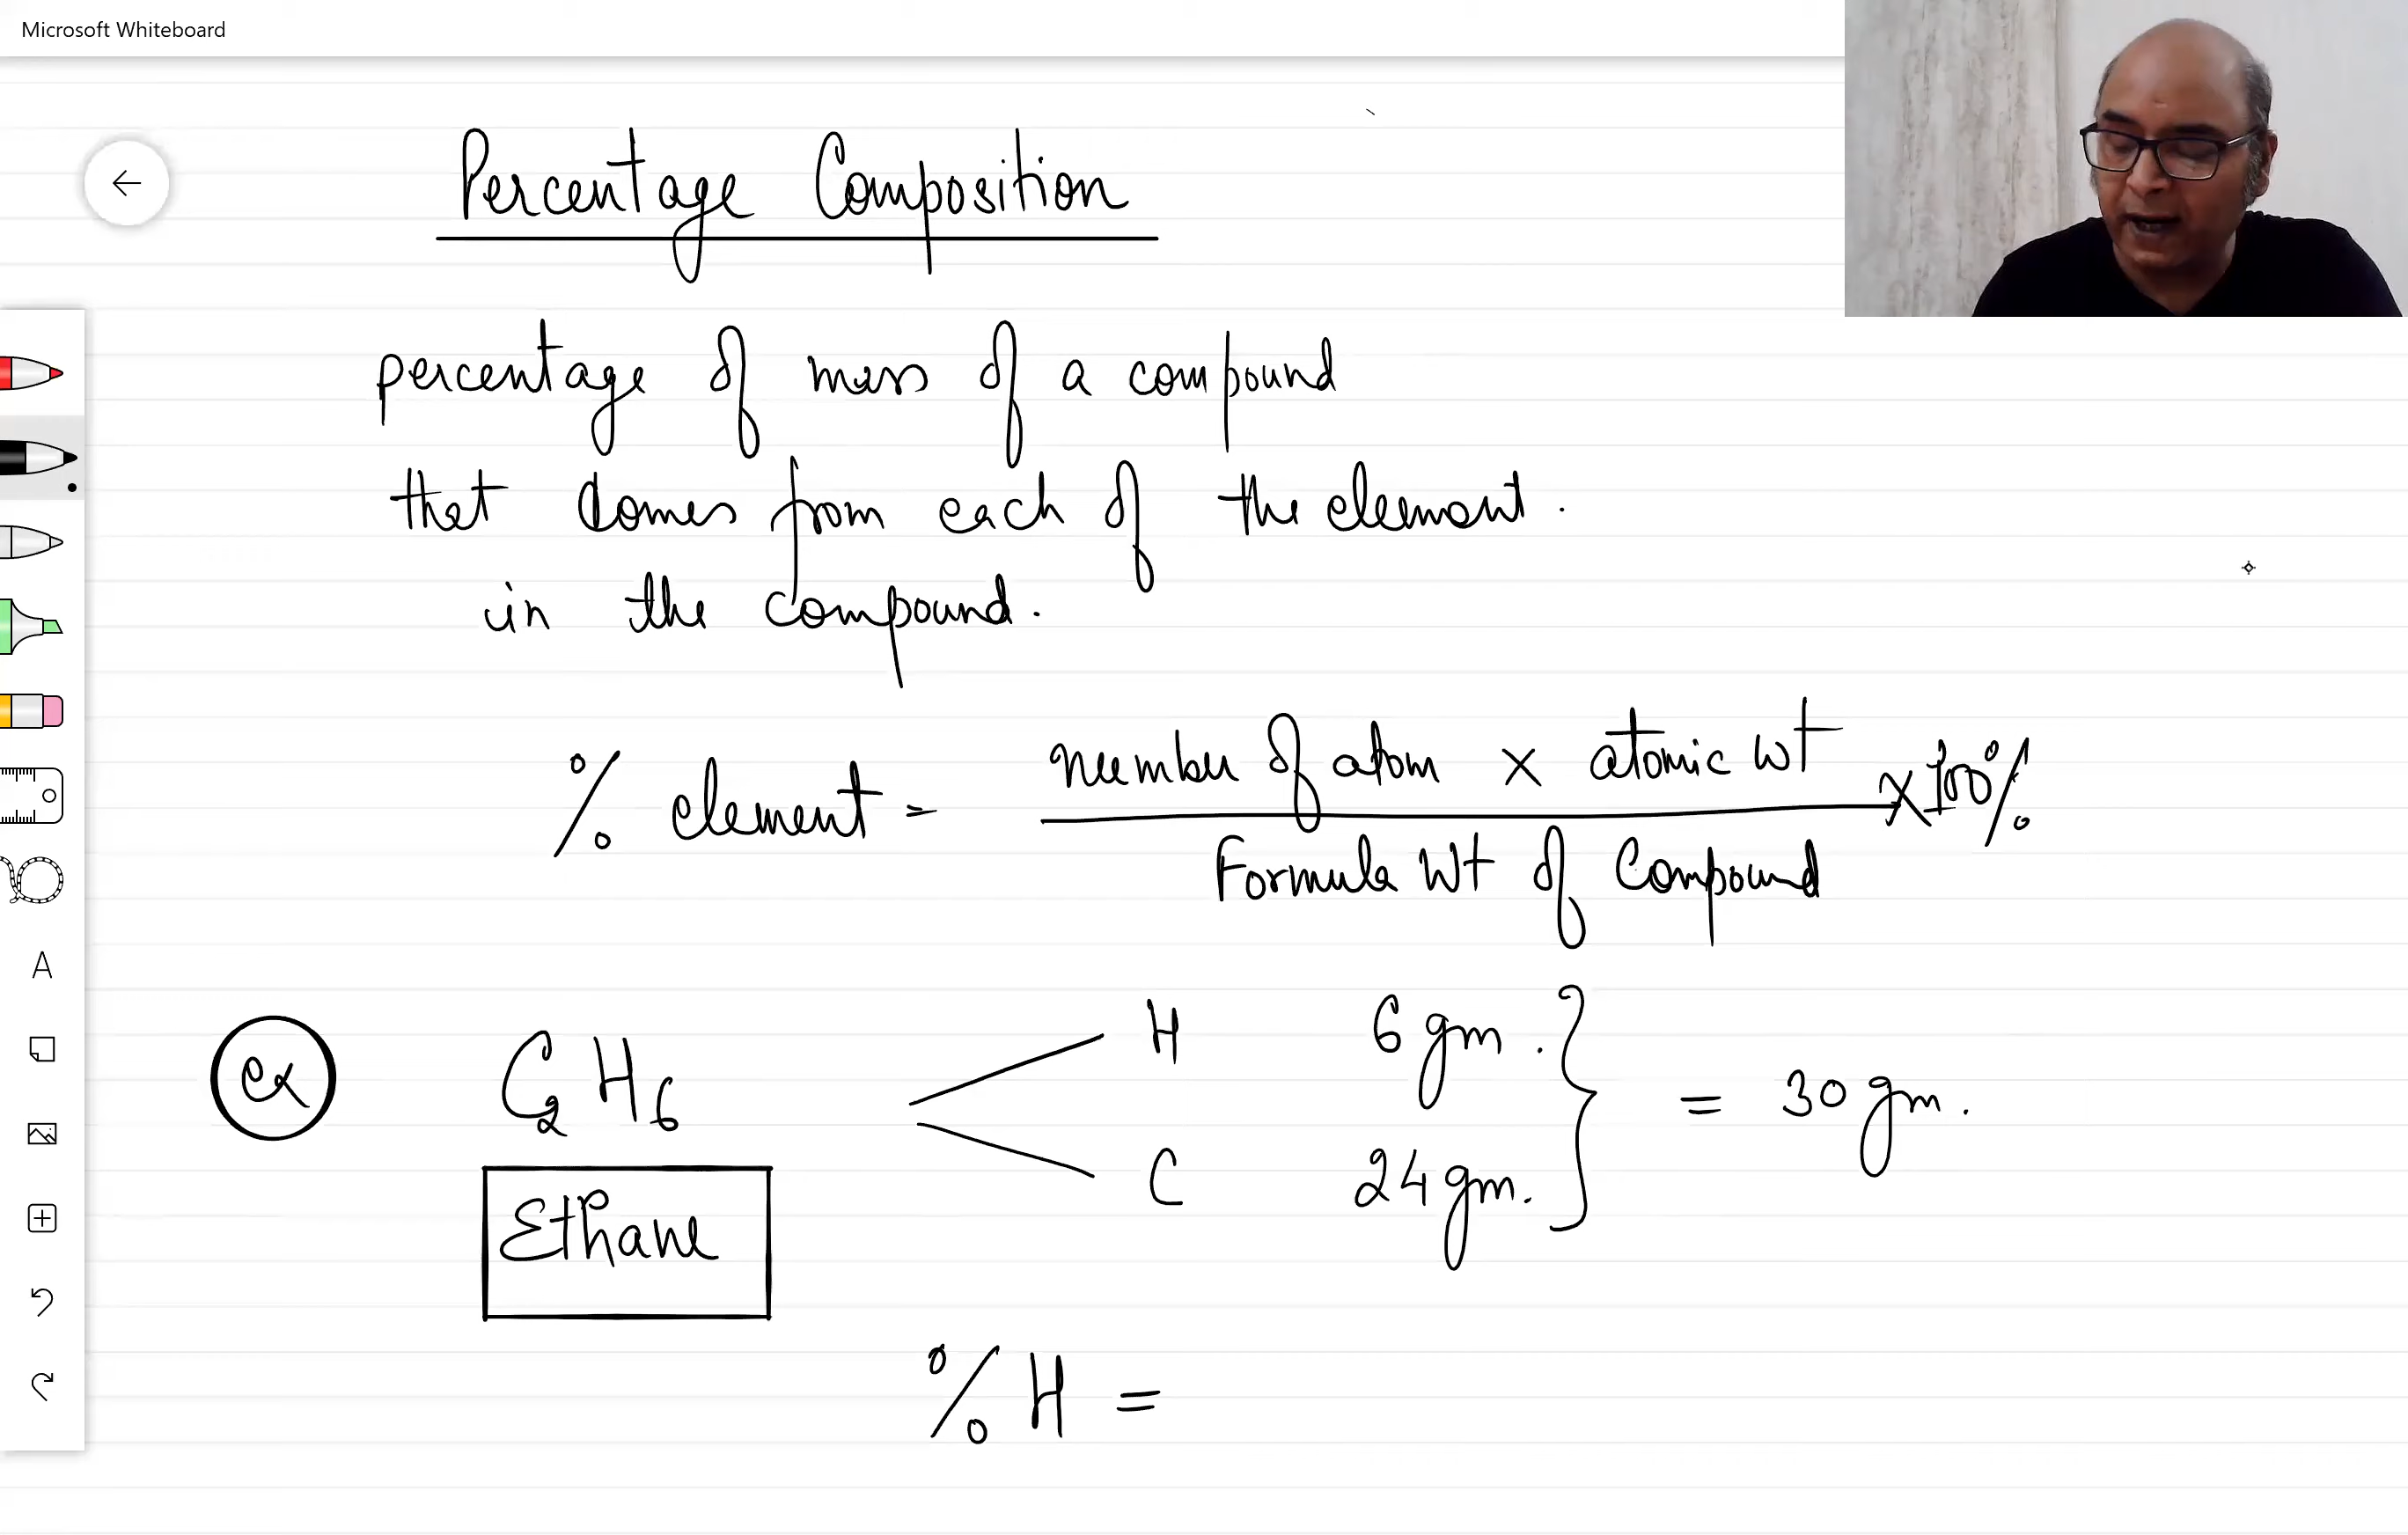 Microsoft Whiteboard
Percentage Composition
percentage of mass of a compound
that comes from each of the element.
in the compound.
% element = number of atom × atomic wt
× 100%
Formula Wt of Compound
ex
C2H6
H 6 gm.
= 30 gm.
C 24 gm.
Ethane
% H =
A